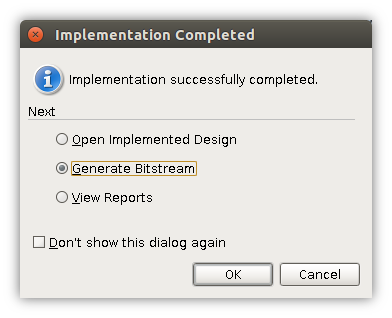 Implementation Completed
Implementation successfully completed.
Next
Open Implemented Design
Generate Bitstream
View Reports
Don't show this dialog again
OK
Cancel